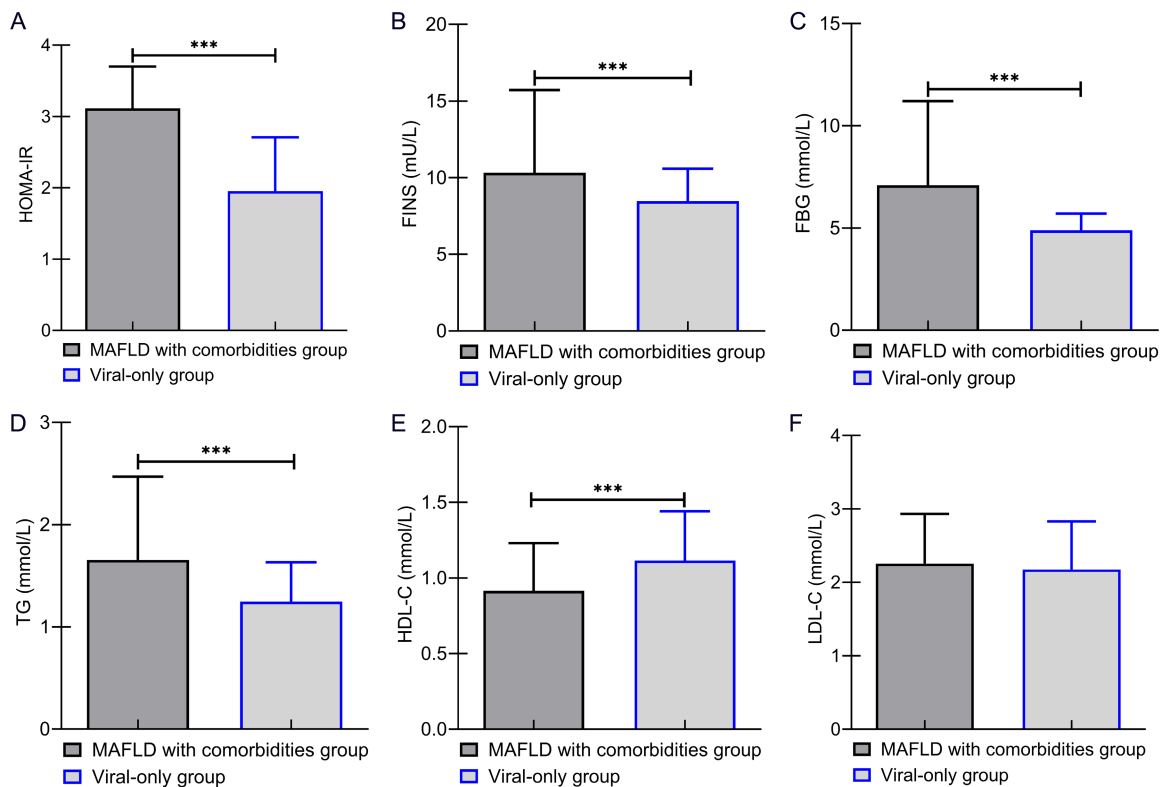 A
HOMA-IR
4
3
2
1
0
***
MAFLD with comorbidities group
Viral-only group
B
FINS (mU/L)
20
15
10
5
0
***
MAFLD with comorbidities group
Viral-only group
C
FBG (mmol/L)
15
10
5
0
***
MAFLD with comorbidities group
Viral-only group
D
TG (mmol/L)
3
2
1
0
***
MAFLD with comorbidities group
Viral-only group
E
HDL-C (mmol/L)
2.0
1.5
1.0
0.5
0.0
***
MAFLD with comorbidities group
Viral-only group
F
LDL-C (mmol/L)
4
3
2
1
0
MAFLD with comorbidities group
Viral-only group